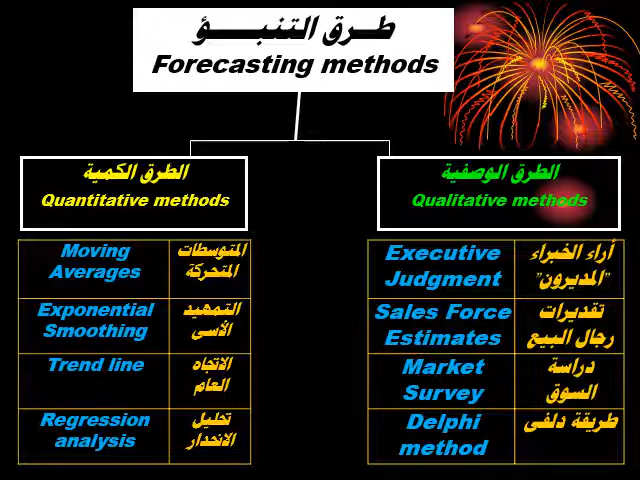 طـــرق التنبـــــــؤ
Forecasting methods
الطرق الكمية
Quantitative methods
Moving
Averages
المتوسطات
المتحركة
Exponential
Smoothing
التمهيد
الأسى
Trend line
الاتجاه
العام
Regression
analysis
تحليل
الانحدار
الطرق الوصفية
Qualitative methods
Executive
Judgment
أراء الخبراء
"المديرون"
Sales Force
Estimates
تقديرات
رجال البيع
Market
Survey
دراسة
السوق
Delphi
method
طريقة دلفى